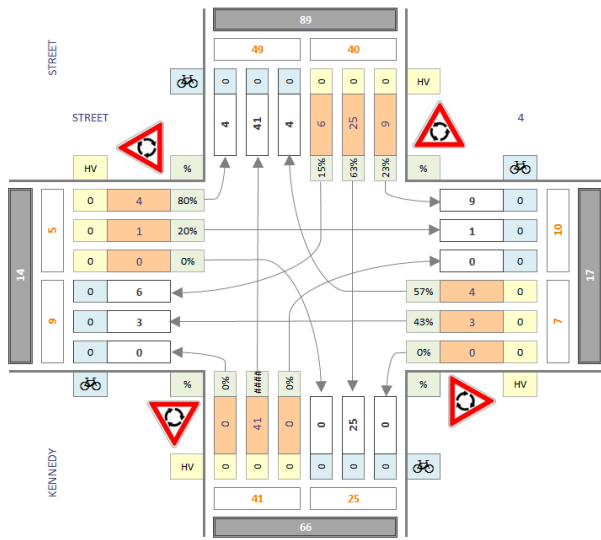 89
49 40
STREET
0 0 0 0 0 0 HV
STREET 4 41 4 6 25 9 4
HV % 15% 63% 23% %
0 4 80% 9 0
5 0 1 20% 1 0 10
0 0 0% 0 0
14 17
0 6 57% 4 0
9 0 3 43% 3 0 7
0 0 0% 0 0
% 0% #### 0% % HV
0 41 0 0 25 0
KENNEDY
HV 0 0 0 0 0 0
41 25
66